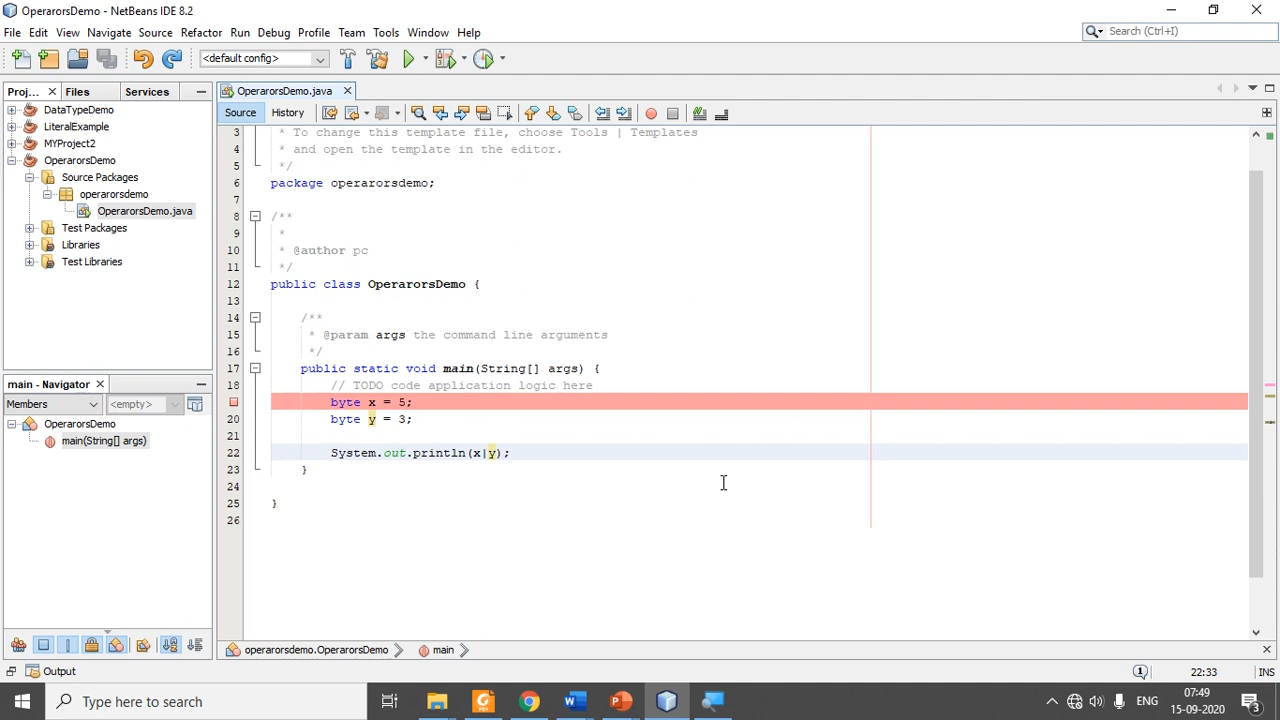 OperarorsDemo - NetBeans IDE 8.2
File Edit View Navigate Source Refactor Run Debug Profile Team Tools Window Help
Search (Ctrl+I)
<default config>
Proj... Files Services
OperarorsDemo.java
DataTypeDemo
LiteralExample
MYProject2
OperarorsDemo
Source Packages
operarorsdemo
OperarorsDemo.java
Test Packages
Libraries
Test Libraries
main - Navigator
Members
<empty>
OperarorsDemo
main(String[] args)
Source History
3 * To change this template file, choose Tools | Templates
4 * and open the template in the editor.
5 */
6 package operarorsdemo;
7
8 /**
9 *
10 * @author pc
11 */
12 public class OperarorsDemo {
13
14 /**
15 * @param args the command line arguments
16 */
17 public static void main(String[] args) {
18 // TODO code application logic here
byte x = 5;
20 byte y = 3;
21
22 System.out.println(x|y);
23 }
24
25 }
26
operarorsdemo.OperarorsDemo main
Output
22:33 INS
Type here to search
ENG
07:49
15-09-2020
3